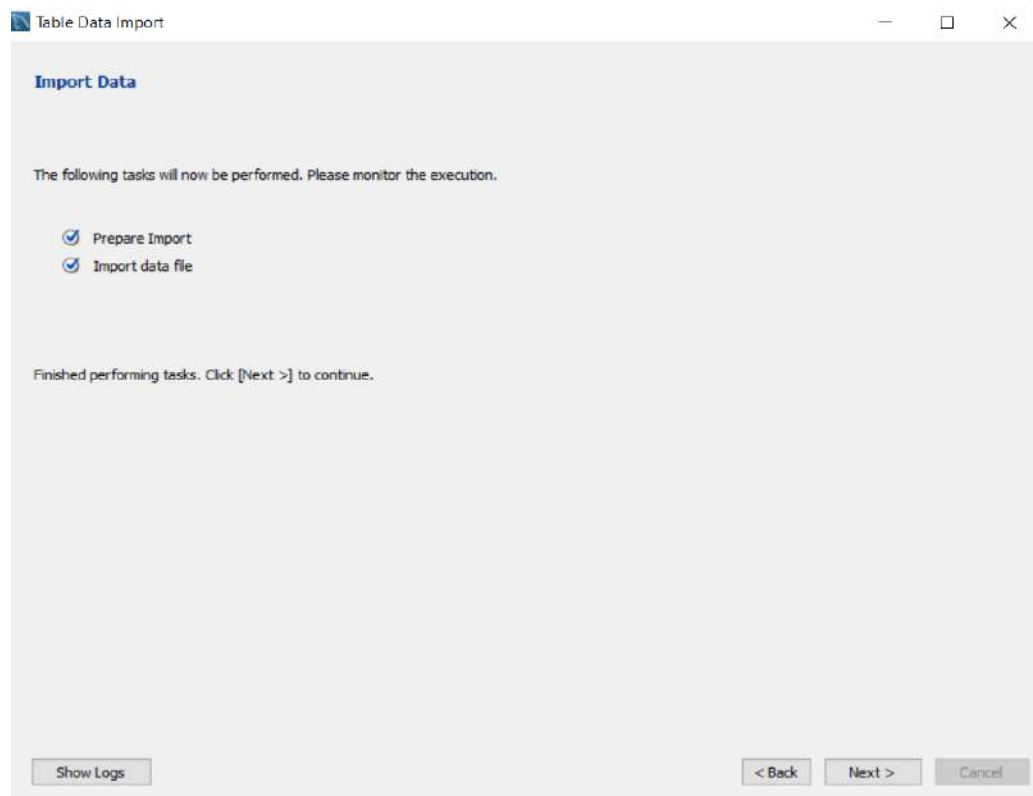 Table Data Import
Import Data
The following tasks will now be performed. Please monitor the execution.
Prepare Import
Import data file
Finished performing tasks. Click [Next >] to continue.
Show Logs
< Back
Next >
Cancel